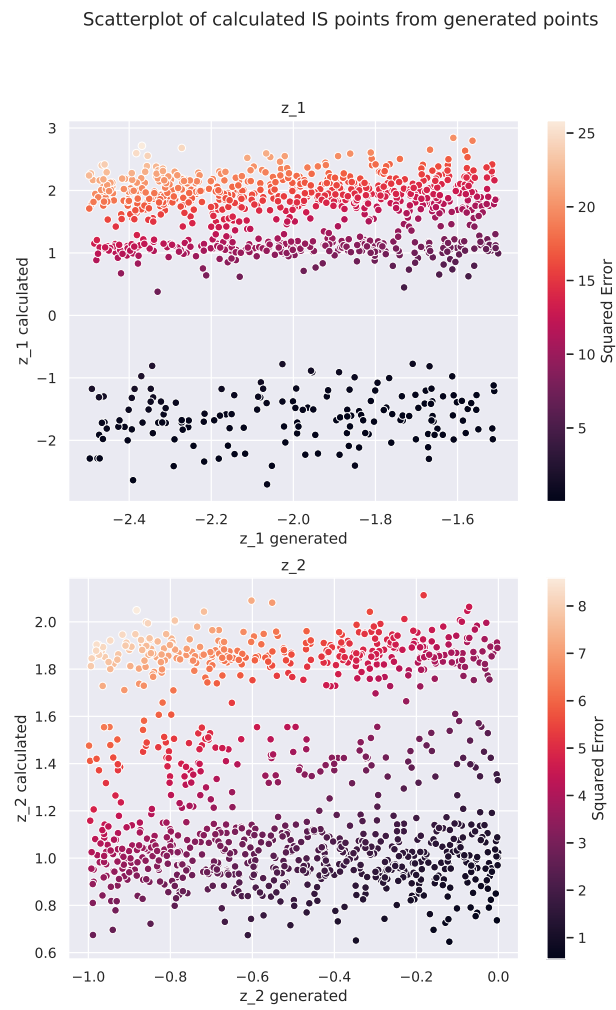 Scatterplot of calculated IS points from generated points
z_1
3
2
1
0
−1
−2
z_1 calculated
−2.4 −2.2 −2.0 −1.8 −1.6
z_1 generated
25
20
15
10
5
Squared Error
z_2
2.0
1.8
1.6
1.4
1.2
1.0
0.8
0.6
z_2 calculated
−1.0 −0.8 −0.6 −0.4 −0.2 0.0
z_2 generated
8
7
6
5
4
3
2
1
Squared Error